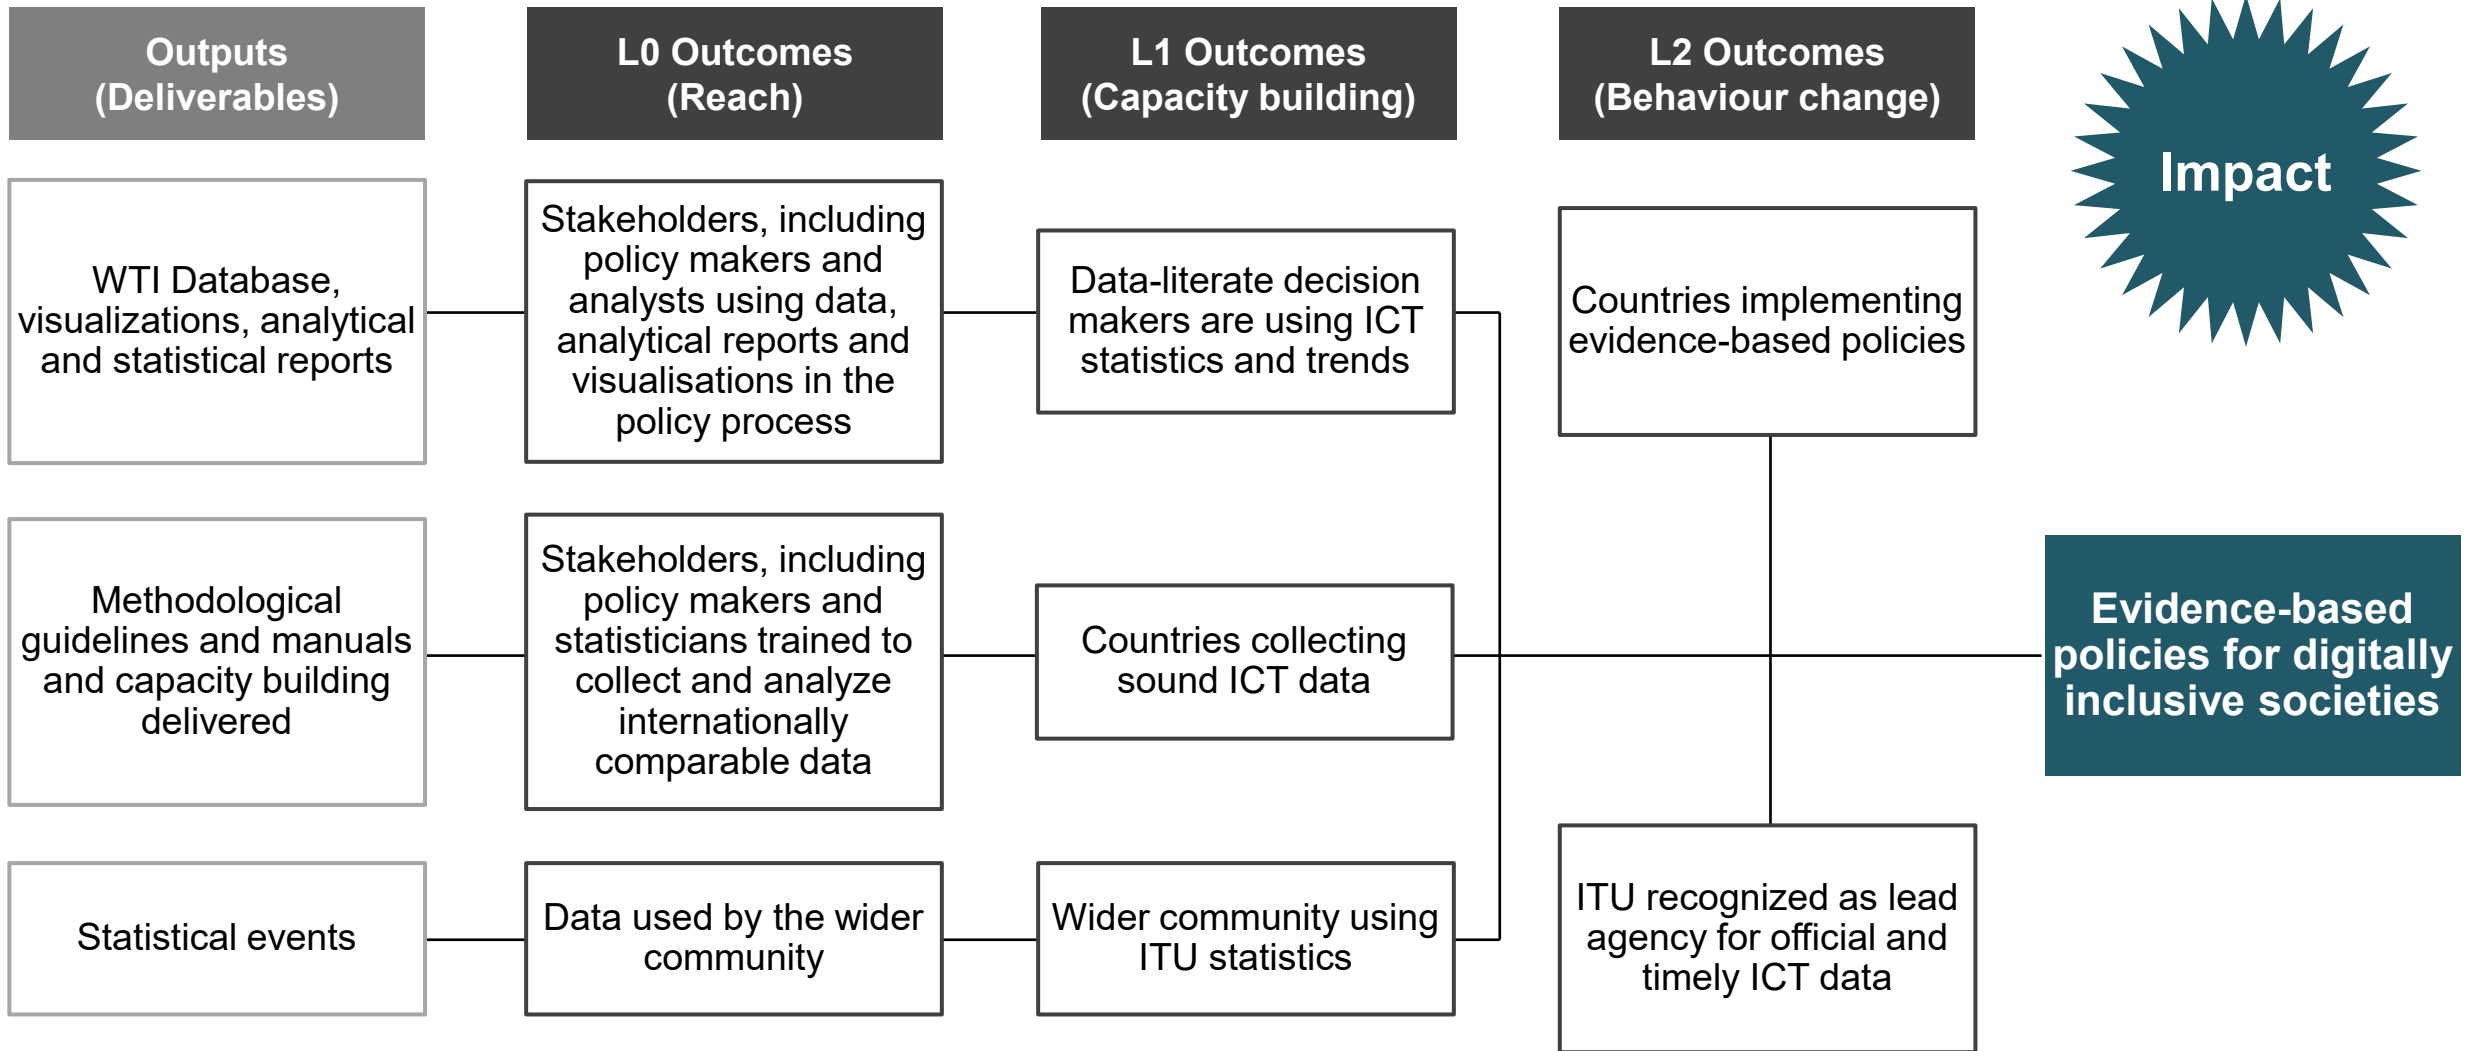 Outputs
(Deliverables)
L0 Outcomes
(Reach)
L1 Outcomes
(Capacity building)
L2 Outcomes
(Behaviour change)
Impact
WTI Database,
visualizations, analytical
and statistical reports
Stakeholders, including
policy makers and
analysts using data,
analytical reports and
visualisations in the
policy process
Data-literate decision
makers are using ICT
statistics and trends
Countries implementing
evidence-based policies
Methodological
guidelines and manuals
and capacity building
delivered
Stakeholders, including
policy makers and
statisticians trained to
collect and analyze
internationally
comparable data
Countries collecting
sound ICT data
Evidence-based
policies for digitally
inclusive societies
Statistical events
Data used by the wider
community
Wider community using
ITU statistics
ITU recognized as lead
agency for official and
timely ICT data